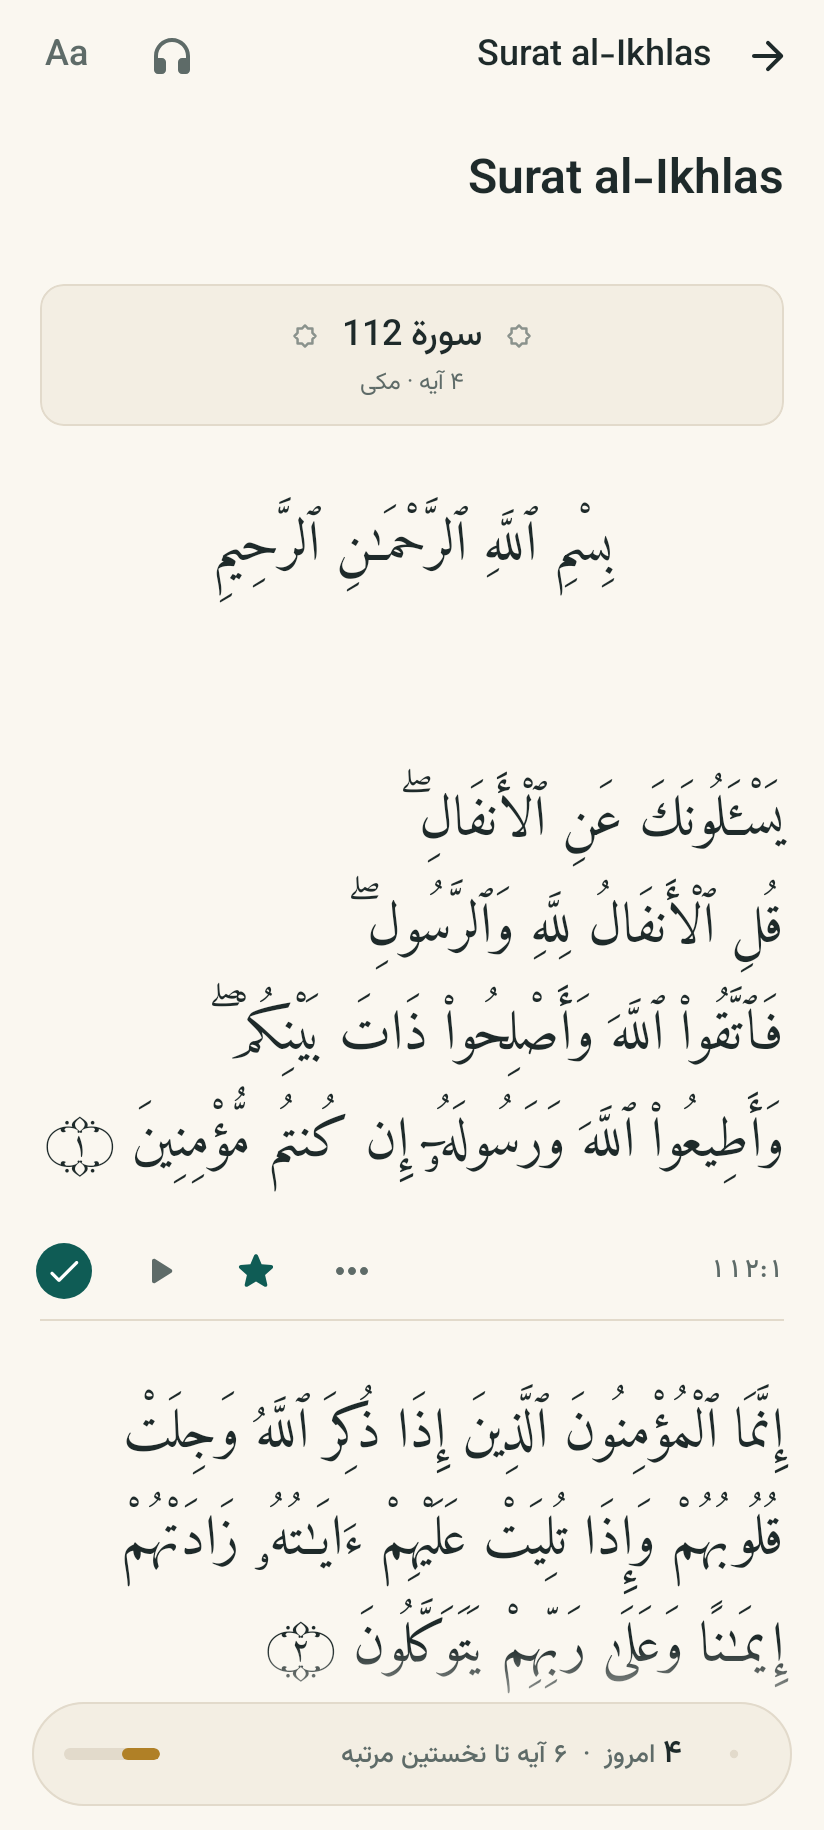 Surat al-Ikhlas
Aa
Surat al-Ikhlas
سورة 112
۴ آیه · مکی
بِسْمِ ٱللَّهِ ٱلرَّحْمَـٰنِ ٱلرَّحِيمِ
يَسْـَٔلُونَكَ عَنِ ٱلْأَنفَالِ ۖ
قُلِ ٱلْأَنفَالُ لِلَّهِ وَٱلرَّسُولِ ۖ
فَٱتَّقُوا۟ ٱللَّهَ وَأَصْلِحُوا۟ ذَاتَ بَيْنِكُمْ ۖ
وَأَطِيعُوا۟ ٱللَّهَ وَرَسُولَهُۥٓ إِن كُنتُم مُّؤْمِنِينَ ۝١
١١٢:١
إِنَّمَا ٱلْمُؤْمِنُونَ ٱلَّذِينَ إِذَا ذُكِرَ ٱللَّهُ وَجِلَتْ
قُلُوبُهُمْ وَإِذَا تُلِيَتْ عَلَيْهِمْ ءَايَـٰتُهُۥ زَادَتْهُمْ
إِيمَـٰنًا وَعَلَىٰ رَبِّهِمْ يَتَوَكَّلُونَ ۝٢
۴ امروز · ۶ آیه تا نخستین مرتبه